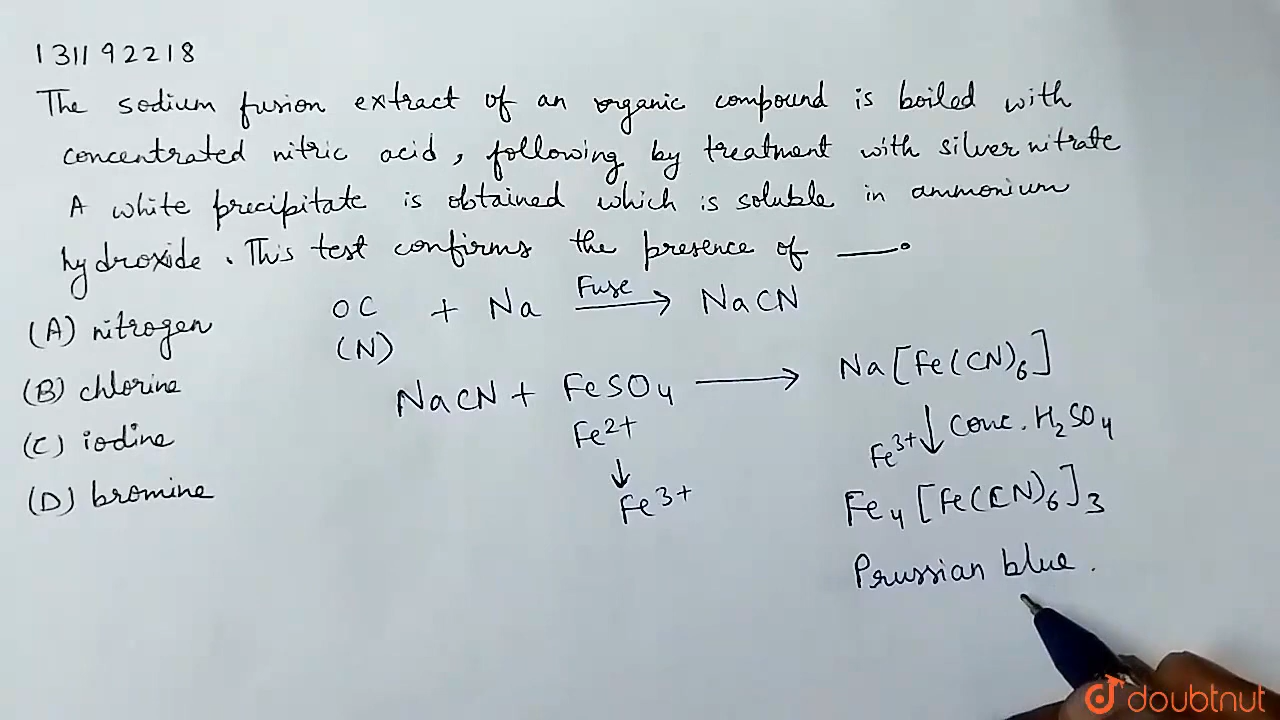 131192218
The sodium fusion extract of an organic compound is boiled with
concentrated nitric acid, following by treatment with silver nitrate
A white precipitate is obtained which is soluble in ammonium
hydroxide. This test confirms the presence of ___.
(A) nitrogen
(B) chlorine
(C) iodine
(D) bromine
OC + Na Fuse → NaCN
(N)
NaCN + FeSO4 → Na[Fe(CN)6]
Fe2+
↓
Fe3+
Fe3+ ↓ Conc. H2SO4
Fe4[Fe(CN)6]3
Prussian blue.
doubtnut